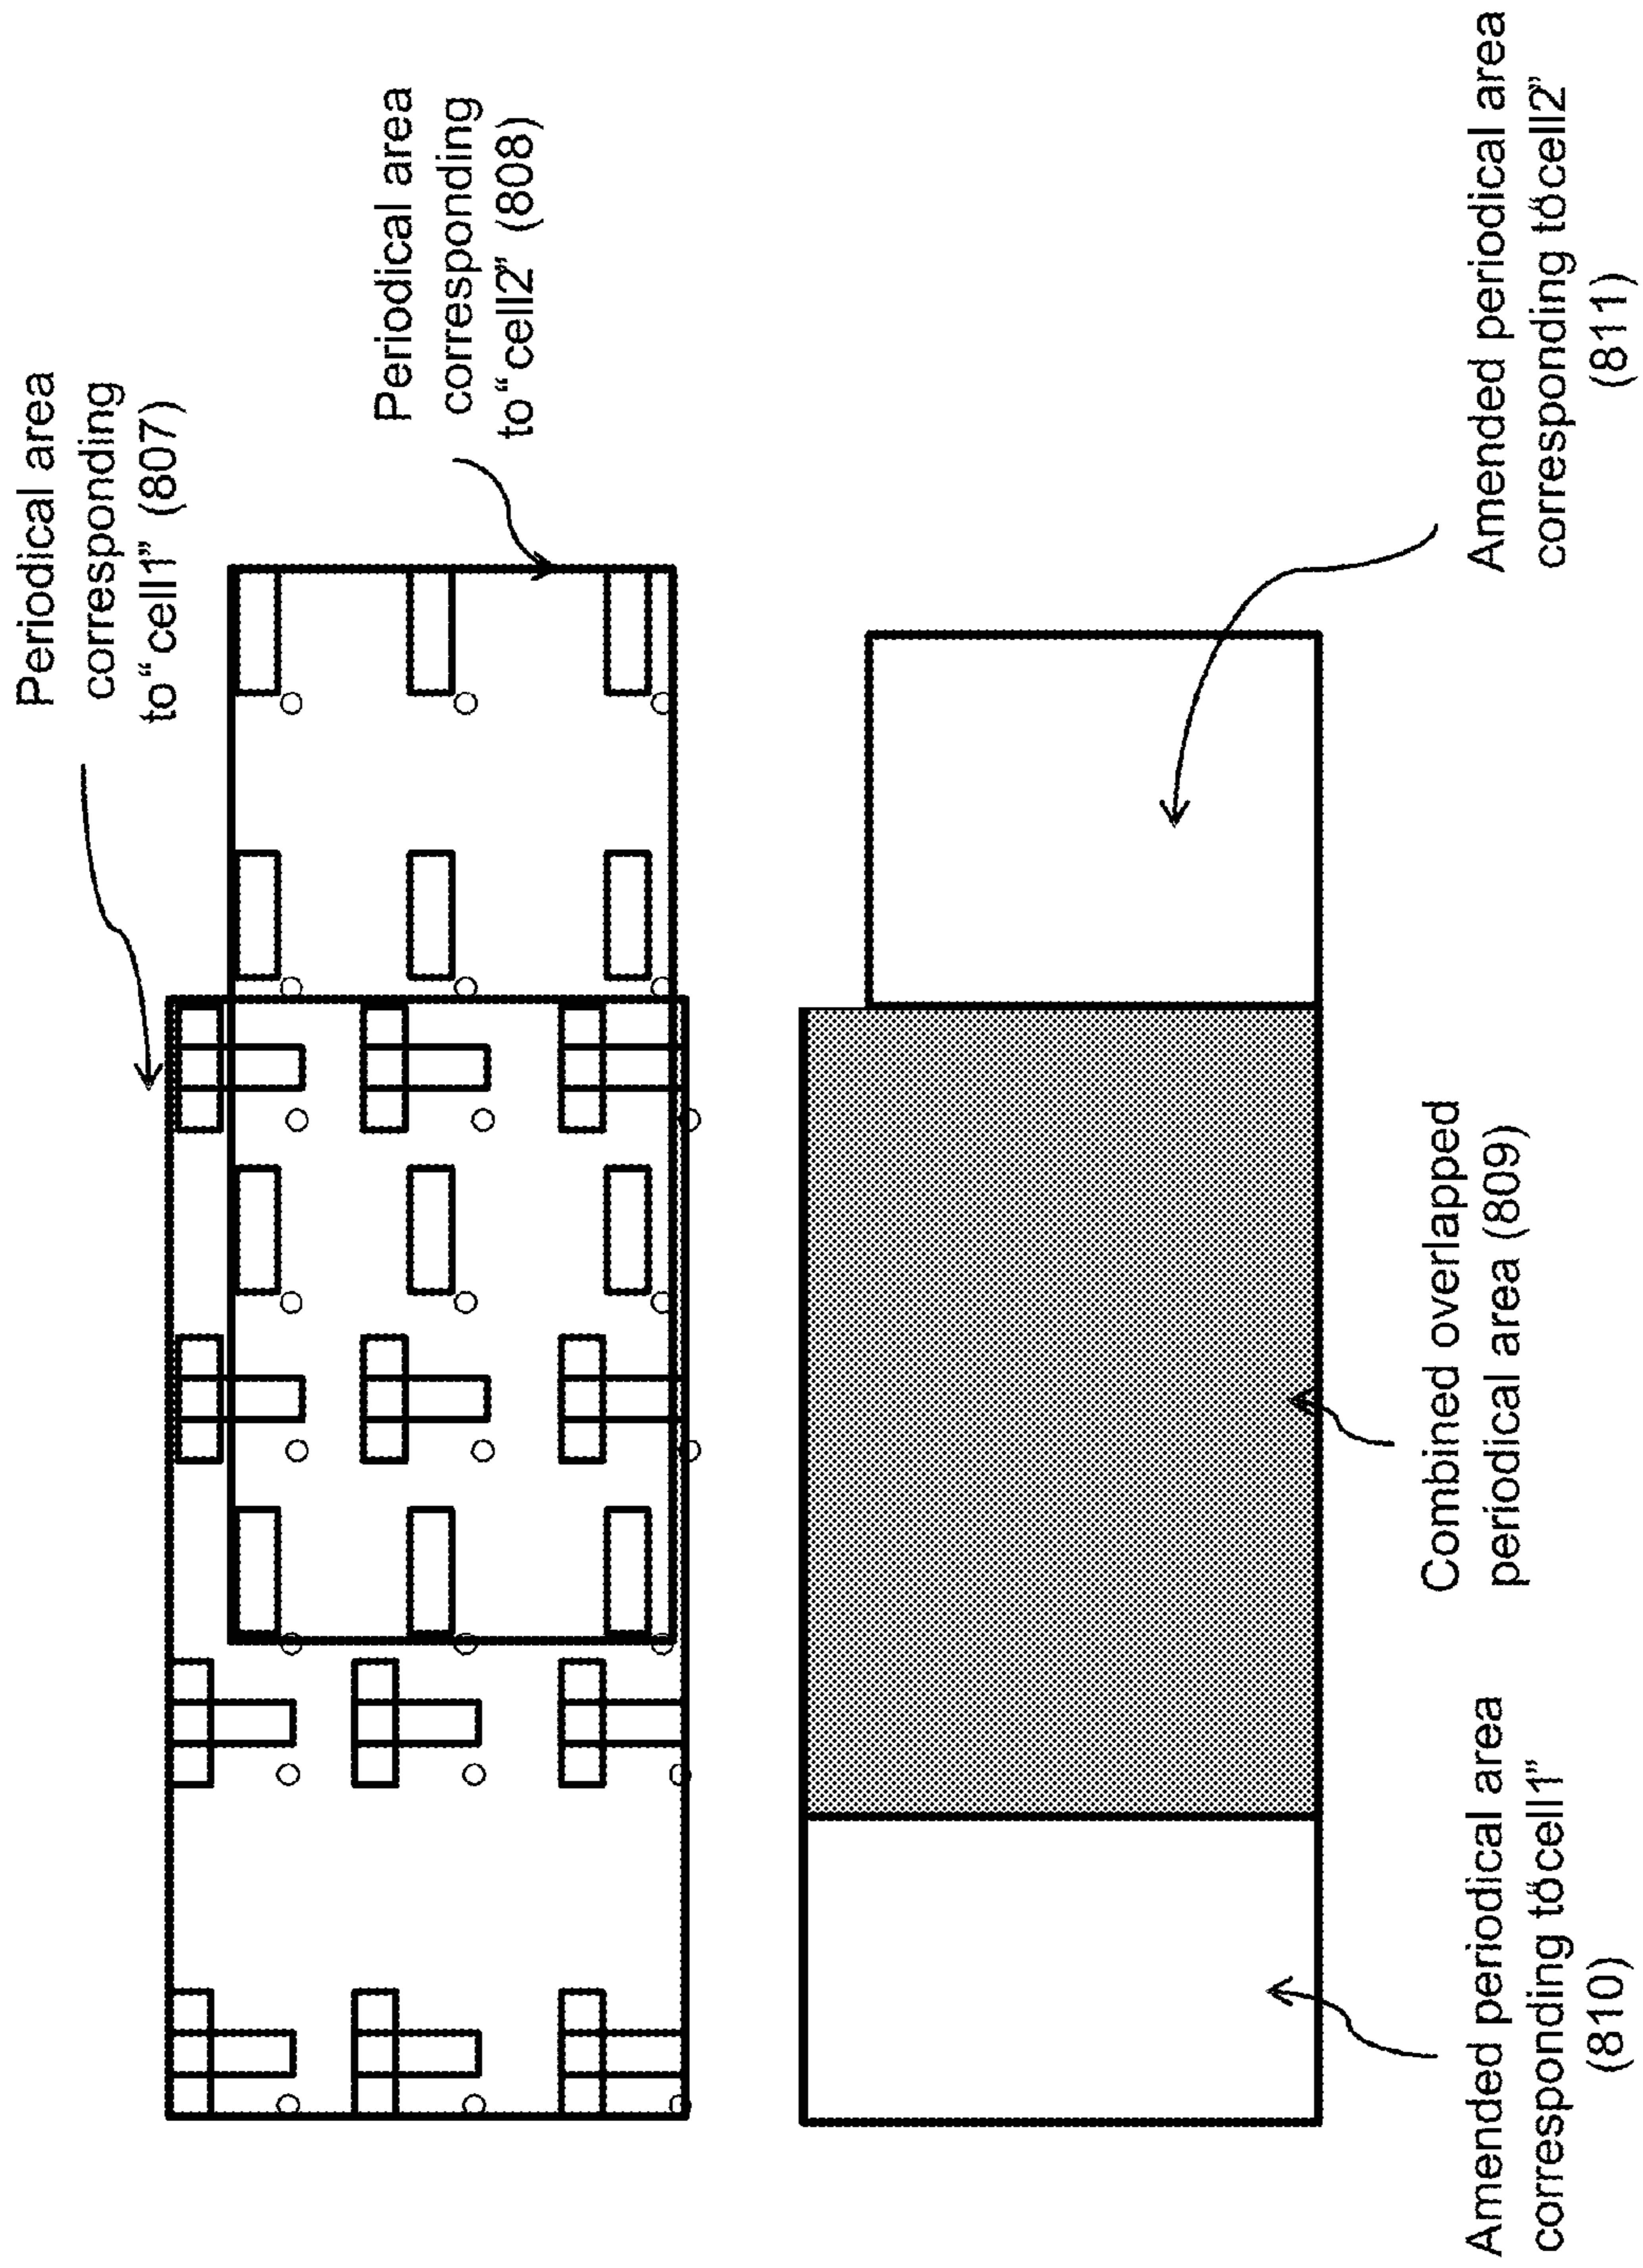 Periodical area
corresponding
to“cell1” (807)
Periodical area
corresponding
to“cell2” (808)
Amended periodical area
corresponding to“cell1”
(810)
Combined overlapped
periodical area (809)
Amended periodical area
corresponding to“cell2”
(811)